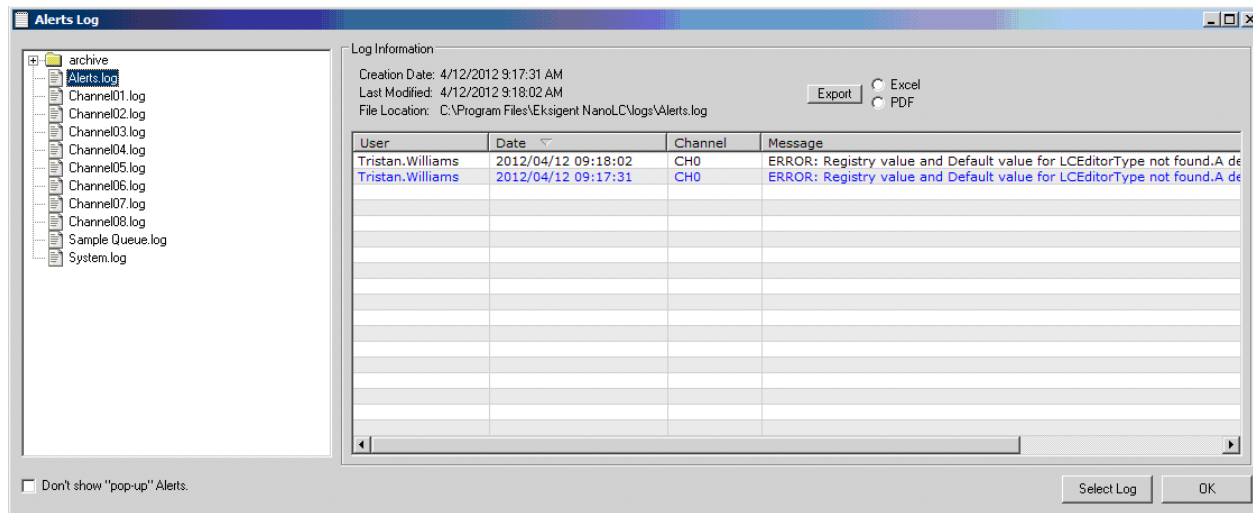 Alerts Log
archive
Alerts.log
Channel01.log
Channel02.log
Channel03.log
Channel04.log
Channel05.log
Channel06.log
Channel07.log
Channel08.log
Sample Queue.log
System.log
Log Information
Creation Date: 4/12/2012 9:17:31 AM
Last Modified: 4/12/2012 9:18:02 AM
File Location: C:\Program Files\Eksigent NanoLC\logs\Alerts.log
Export
Excel
PDF
User Date Channel Message
Tristan.Williams 2012/04/12 09:18:02 CH0 ERROR: Registry value and Default value for LCEditorType not found.A de
Tristan.Williams 2012/04/12 09:17:31 CH0 ERROR: Registry value and Default value for LCEditorType not found.A de
Don't show "pop-up" Alerts.
Select Log
OK